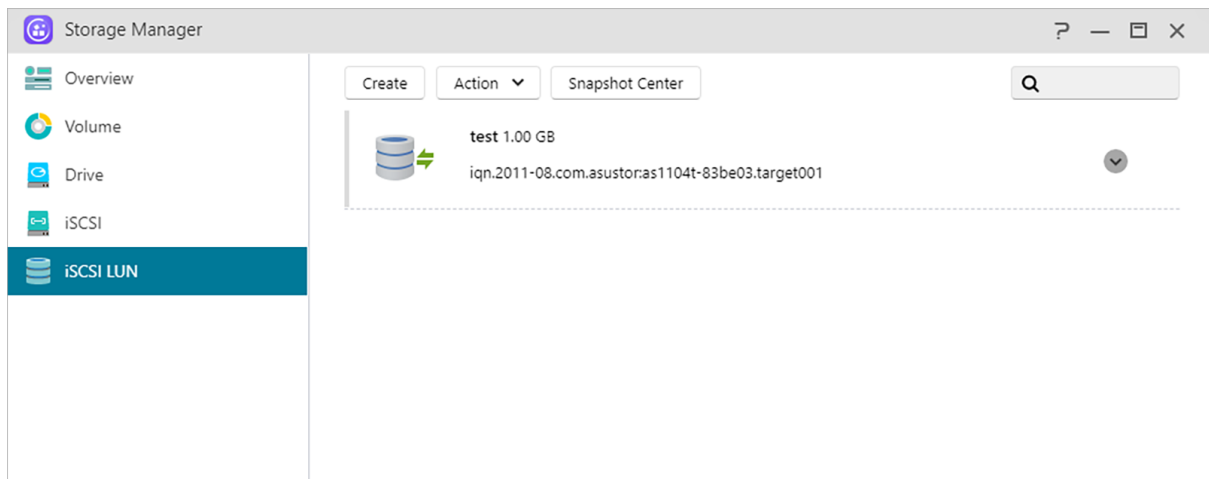 Storage Manager
Overview
Volume
Drive
iSCSI
iSCSI LUN
Create
Action
Snapshot Center
test 1.00 GB
iqn.2011-08.com.asustor:as1104t-83be03.target001